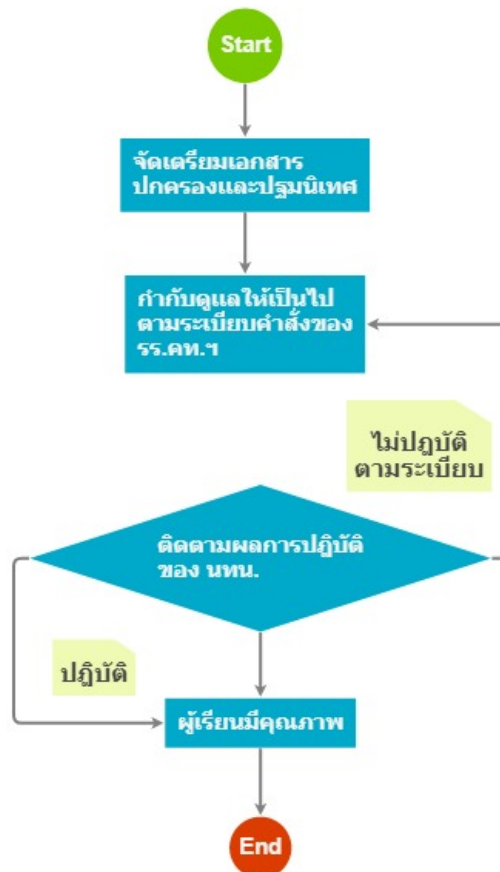 Start
จัดเตรียมเอกสาร
ปกครองและปฐมนิเทศ
กำกับดูแลให้เป็นไป
ตามระเบียบคำสั่งของ
รร.คท.ฯ
ไม่ปฏบัติ
ตามระเบียบ
ติดตามผลการปฏิบัติ
ของ นทน.
ปฎิบัติ
ผู้เรียนมีคุณภาพ
End